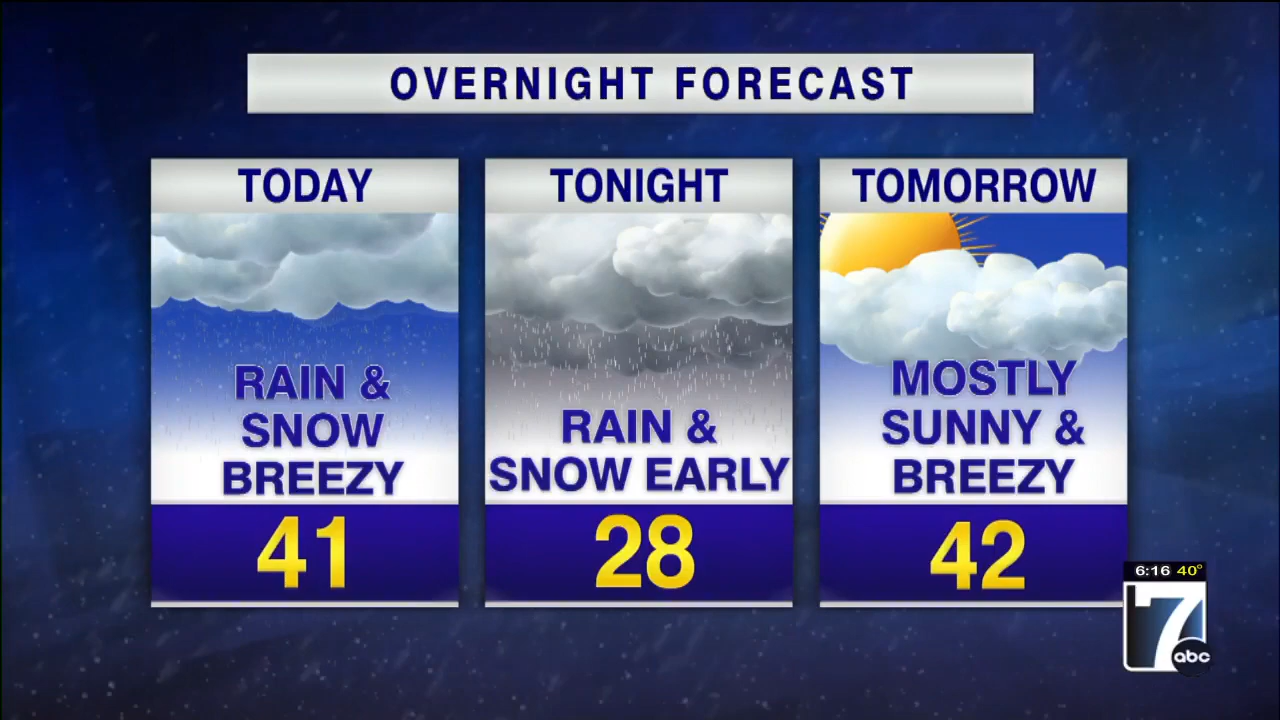 OVERNIGHT FORECAST
TODAY
RAIN &
SNOW
BREEZY
41
TONIGHT
RAIN &
SNOW EARLY
28
TOMORROW
MOSTLY
SUNNY &
BREEZY
42
6:16 40°
7
abc